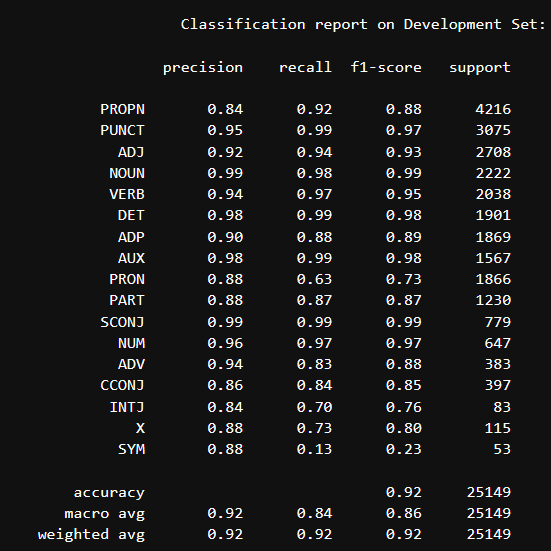 Classification report on Development Set:
precision recall f1-score support
PROPN 0.84 0.92 0.88 4216
PUNCT 0.95 0.99 0.97 3075
ADJ 0.92 0.94 0.93 2708
NOUN 0.99 0.98 0.99 2222
VERB 0.94 0.97 0.95 2038
DET 0.98 0.99 0.98 1901
ADP 0.90 0.88 0.89 1869
AUX 0.98 0.99 0.98 1567
PRON 0.88 0.63 0.73 1866
PART 0.88 0.87 0.87 1230
SCONJ 0.99 0.99 0.99 779
NUM 0.96 0.97 0.97 647
ADV 0.94 0.83 0.88 383
CCONJ 0.86 0.84 0.85 397
INTJ 0.84 0.70 0.76 83
X 0.88 0.73 0.80 115
SYM 0.88 0.13 0.23 53
accuracy 0.92 25149
macro avg 0.92 0.84 0.86 25149
weighted avg 0.92 0.92 0.92 25149